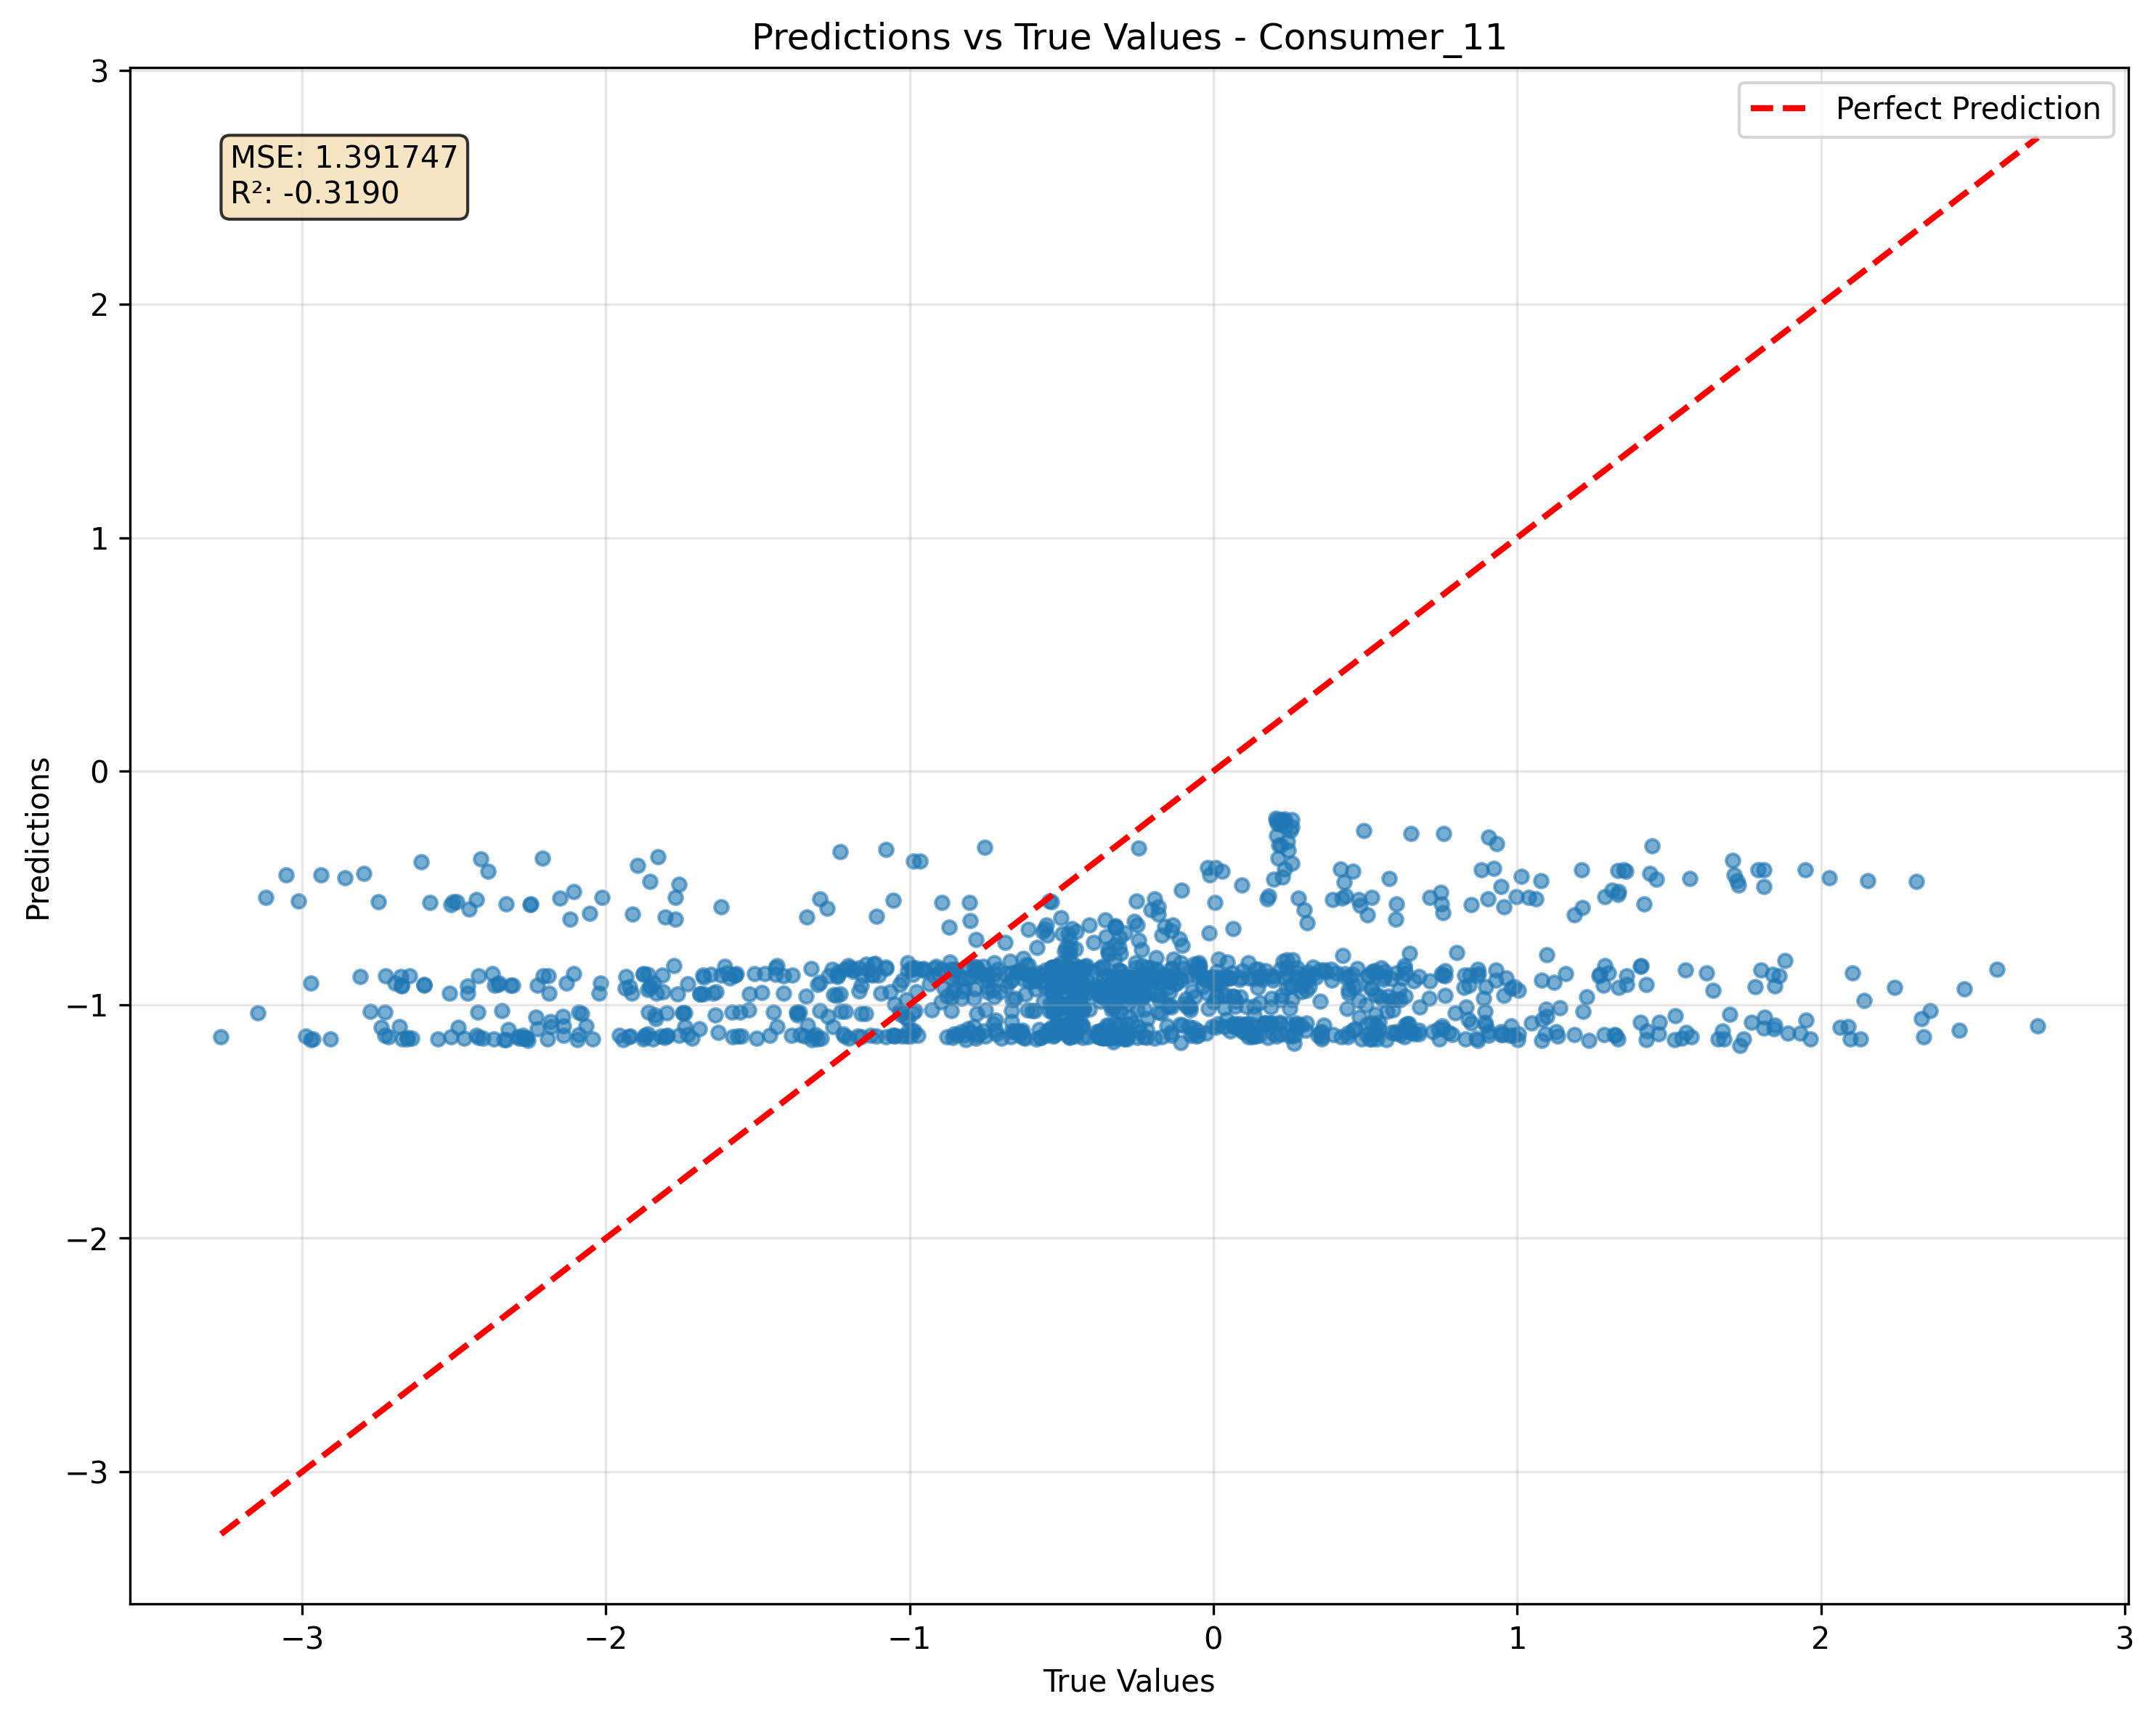 Predictions vs True Values - Consumer_11
3
Perfect Prediction
MSE: 1.391747
R²: -0.3190
2
1
0
−1
−2
−3
Predictions
−3 −2 −1 0 1 2 3
True Values